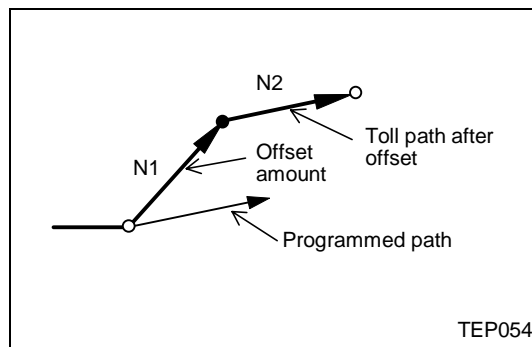 N2
Toll path after
offset
N1
Offset
amount
Programmed path
TEP054